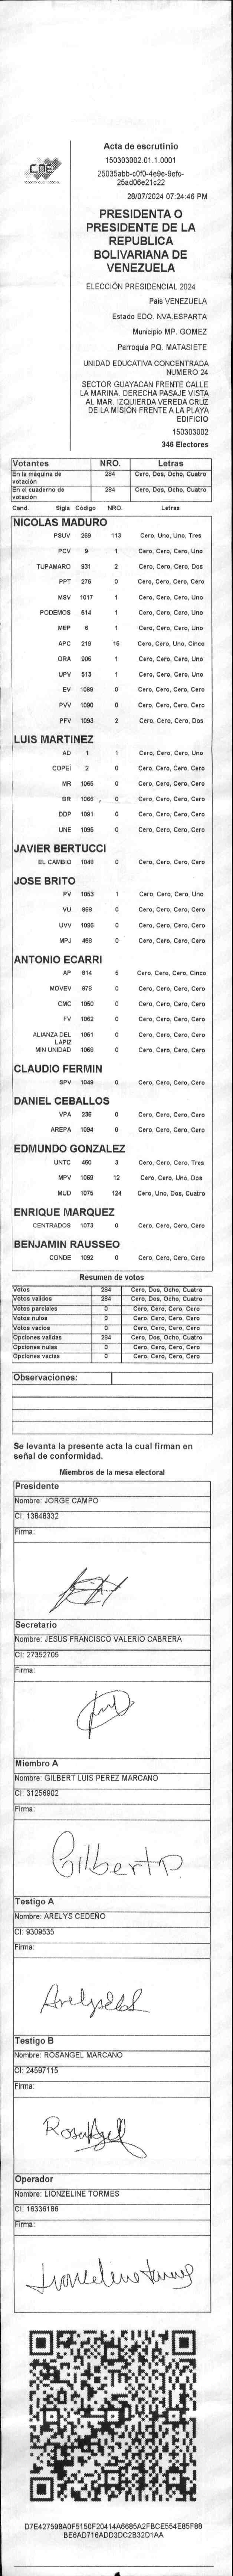 CNE
Acta de escrutinio
150303002.01.1.0001
25035abb-c0f0-4e9e-9efc-
25ad06e21c22
28/07/2024 07:24:46 PM
PRESIDENTA O
PRESIDENTE DE LA
REPUBLICA
BOLIVARIANA DE
VENEZUELA
ELECCIÓN PRESIDENCIAL 2024
País VENEZUELA
Estado EDO. NVA.ESPARTA
Municipio MP. GOMEZ
Parroquia PQ. MATASIETE
UNIDAD EDUCATIVA CONCENTRADA
NUMERO 24
SECTOR GUAYACAN FRENTE CALLE
LA MARINA. DERECHA PASAJE VISTA
AL MAR. IZQUIERDA VEREDA CRUZ
DE LA MISIÓN FRENTE A LA PLAYA
EDIFICIO
150303002
346 Electores
Votantes NRO. Letras
En la máquina de votación 284 Cero, Dos, Ocho, Cuatro
En el cuaderno de votación 284 Cero, Dos, Ocho, Cuatro
Cand. Sigla Código NRO. Letras
NICOLAS MADURO
PSUV 269 113 Cero, Uno, Uno, Tres
PCV 9 1 Cero, Cero, Cero, Uno
TUPAMARO 931 2 Cero, Cero, Cero, Dos
PPT 276 0 Cero, Cero, Cero, Cero
MSV 1017 1 Cero, Cero, Cero, Uno
PODEMOS 514 1 Cero, Cero, Cero, Uno
MEP 6 1 Cero, Cero, Cero, Uno
APC 219 15 Cero, Cero, Uno, Cinco
ORA 906 1 Cero, Cero, Cero, Uno
UPV 513 1 Cero, Cero, Cero, Uno
EV 1089 0 Cero, Cero, Cero, Cero
PVV 1090 0 Cero, Cero, Cero, Cero
PFV 1093 2 Cero, Cero, Cero, Dos
LUIS MARTINEZ
AD 1 1 Cero, Cero, Cero, Uno
COPEI 2 0 Cero, Cero, Cero, Cero
MR 1065 0 Cero, Cero, Cero, Cero
BR 1066 0 Cero, Cero, Cero, Cero
DDP 1091 0 Cero, Cero, Cero, Cero
UNE 1095 0 Cero, Cero, Cero, Cero
JAVIER BERTUCCI
EL CAMBIO 1048 0 Cero, Cero, Cero, Cero
JOSE BRITO
PV 1053 1 Cero, Cero, Cero, Uno
VU 868 0 Cero, Cero, Cero, Cero
UVV 1096 0 Cero, Cero, Cero, Cero
MPJ 458 0 Cero, Cero, Cero, Cero
ANTONIO ECARRI
AP 814 5 Cero, Cero, Cero, Cinco
MOVEV 978 0 Cero, Cero, Cero, Cero
CMC 1050 0 Cero, Cero, Cero, Cero
FV 1062 0 Cero, Cero, Cero, Cero
ALIANZA DEL LAPIZ 1051 0 Cero, Cero, Cero, Cero
MIN UNIDAD 1068 0 Cero, Cero, Cero, Cero
CLAUDIO FERMIN
SPV 1049 0 Cero, Cero, Cero, Cero
DANIEL CEBALLOS
VPA 236 0 Cero, Cero, Cero, Cero
AREPA 1094 0 Cero, Cero, Cero, Cero
EDMUNDO GONZALEZ
UNTC 460 3 Cero, Cero, Cero, Tres
MPV 1069 12 Cero, Cero, Uno, Dos
MUD 1075 124 Cero, Uno, Dos, Cuatro
ENRIQUE MARQUEZ
CENTRADOS 1073 0 Cero, Cero, Cero, Cero
BENJAMIN RAUSSEO
CONDE 1092 0 Cero, Cero, Cero, Cero
Resumen de votos
Votos 284 Cero, Dos, Ocho, Cuatro
Votos validos 284 Cero, Dos, Ocho, Cuatro
Votos parciales 0 Cero, Cero, Cero, Cero
Votos nulos 0 Cero, Cero, Cero, Cero
Votos vacios 0 Cero, Cero, Cero, Cero
Opciones validas 284 Cero, Dos, Ocho, Cuatro
Opciones nulas 0 Cero, Cero, Cero, Cero
Opciones vacias 0 Cero, Cero, Cero, Cero
Observaciones:
Se levanta la presente acta la cual firman en
señal de conformidad.
Miembros de la mesa electoral
Presidente
Nombre: JORGE CAMPO
CI: 13848332
Firma:
Secretario
Nombre: JESUS FRANCISCO VALERIO CABRERA
CI: 27352705
Firma:
Miembro A
Nombre: GILBERT LUIS PEREZ MARCANO
CI: 31256902
Firma:
Gilbert P
Testigo A
Nombre: ARELYS CEDEÑO
CI: 9309535
Firma:
Testigo B
Nombre: ROSANGEL MARCANO
CI: 24597115
Firma:
Rosangel
Operador
Nombre: LIONZELINE TORMES
CI: 16336186
Firma:
D7E427598A0F5150F20414A6685A2FBCE554E85F88
BE6AD716ADD3DC2B32D1AA